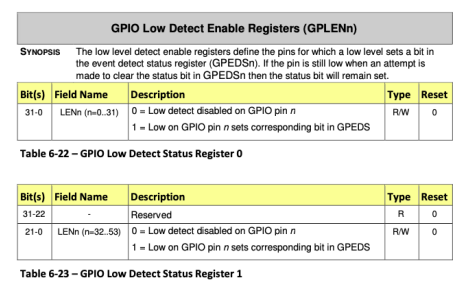 GPIO Low Detect Enable Registers (GPLENn)
SYNOPSIS The low level detect enable registers define the pins for which a low level sets a bit in
the event detect status register (GPEDSn). If the pin is still low when an attempt is
made to clear the status bit in GPEDSn then the status bit will remain set.
Bit(s) Field Name Description Type Reset
31-0 LENn (n=0..31) 0 = Low detect disabled on GPIO pin n R/W 0
1 = Low on GPIO pin n sets corresponding bit in GPEDS
Table 6-22 – GPIO Low Detect Status Register 0
Bit(s) Field Name Description Type Reset
31-22 - Reserved R 0
21-0 LENn (n=32..53) 0 = Low detect disabled on GPIO pin n R/W 0
1 = Low on GPIO pin n sets corresponding bit in GPEDS
Table 6-23 – GPIO Low Detect Status Register 1